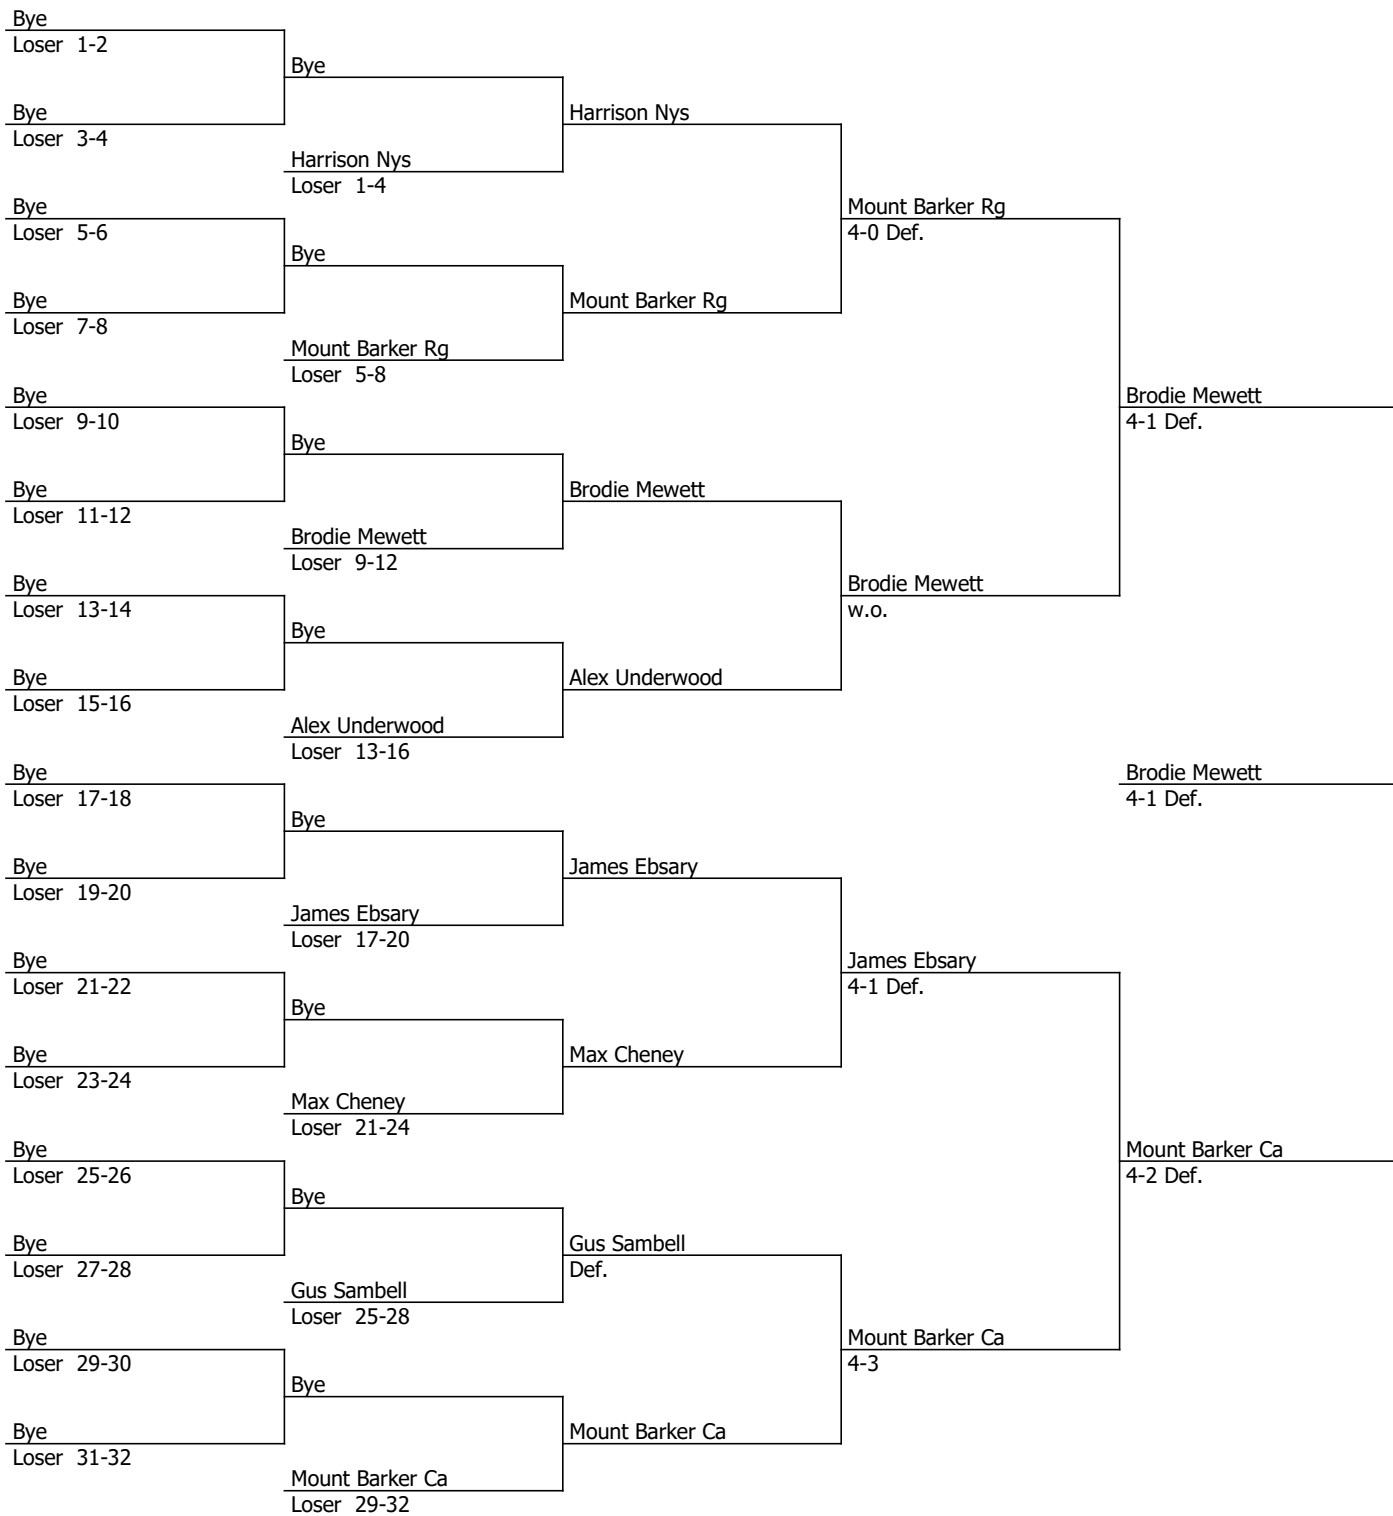 Bye
Loser 1-2
Bye
Bye
Harrison Nys
Loser 3-4
Harrison Nys
Loser 1-4
Bye
Mount Barker Rg
Loser 5-6
4-0 Def.
Bye
Bye
Mount Barker Rg
Loser 7-8
Mount Barker Rg
Loser 5-8
Bye
Brodie Mewett
Loser 9-10
4-1 Def.
Bye
Bye
Brodie Mewett
Loser 11-12
Brodie Mewett
Loser 9-12
Bye
Brodie Mewett
Loser 13-14
w.o.
Bye
Bye
Alex Underwood
Loser 15-16
Alex Underwood
Loser 13-16
Bye
Brodie Mewett
Loser 17-18
4-1 Def.
Bye
Bye
James Ebsary
Loser 19-20
James Ebsary
Loser 17-20
Bye
James Ebsary
Loser 21-22
4-1 Def.
Bye
Bye
Max Cheney
Loser 23-24
Max Cheney
Loser 21-24
Bye
Mount Barker Ca
Loser 25-26
4-2 Def.
Bye
Bye
Gus Sambell
Loser 27-28
Def.
Gus Sambell
Loser 25-28
Bye
Mount Barker Ca
Loser 29-30
4-3
Bye
Bye
Mount Barker Ca
Loser 31-32
Mount Barker Ca
Loser 29-32